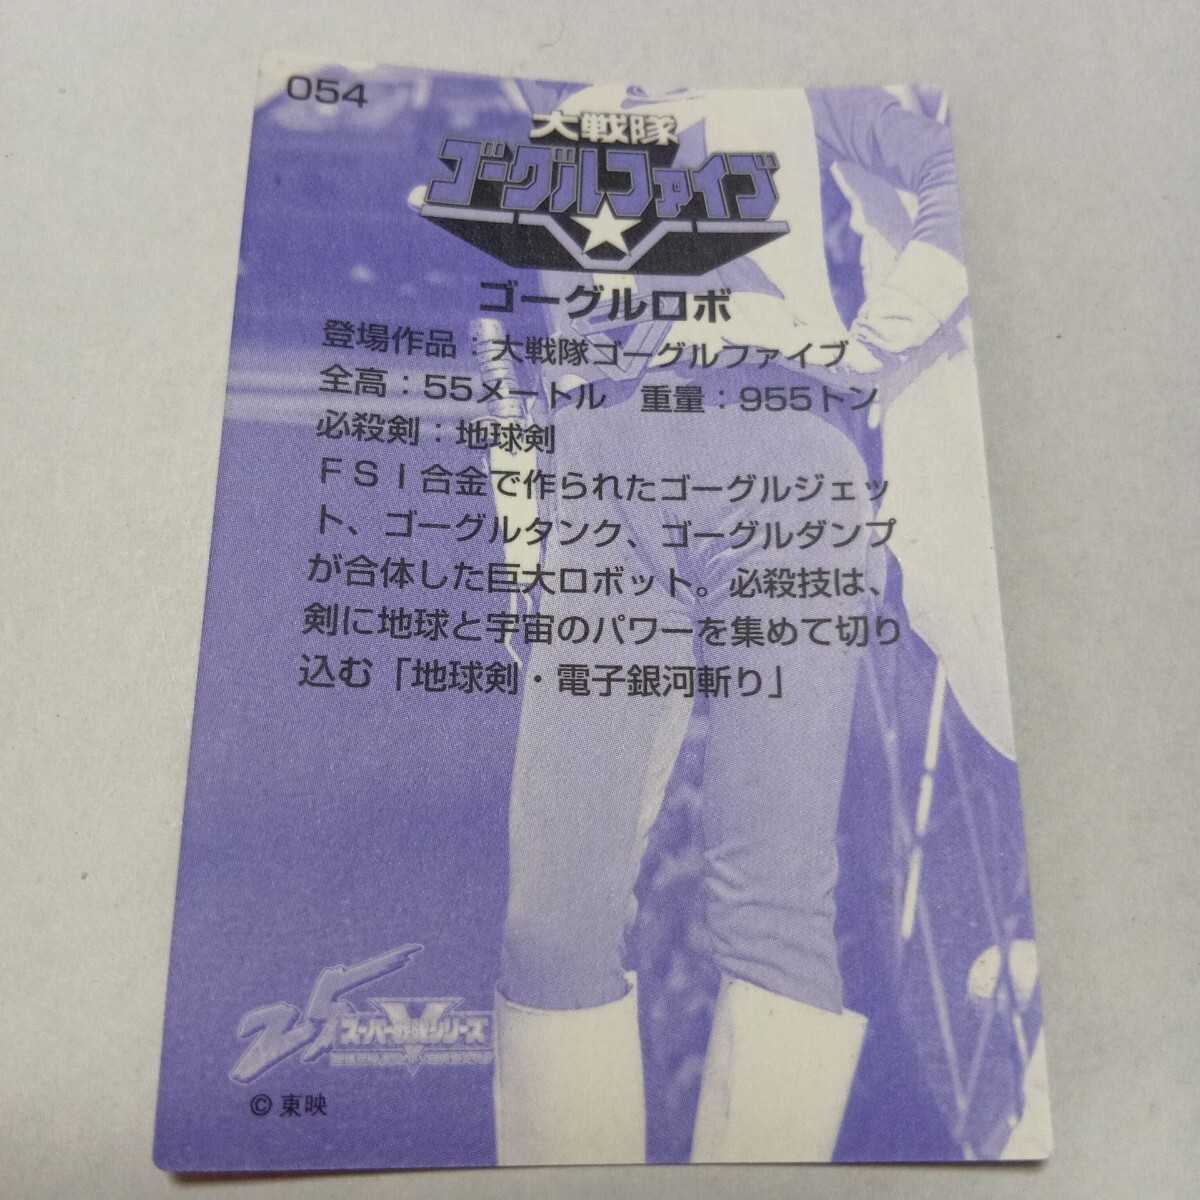 054
大戦隊
ゴーグルファイブ
ゴーグルロボ
登場作品：大戦隊ゴーグルファイブ
全高：55メートル　重量：955トン
必殺剣：地球剣
ＦＳＩ合金で作られたゴーグルジェッ
ト、ゴーグルタンク、ゴーグルダンプ
が合体した巨大ロボット。必殺技は、
剣に地球と宇宙のパワーを集めて切り
込む「地球剣・電子銀河斬り」
スーパー戦隊シリーズ
© 東映